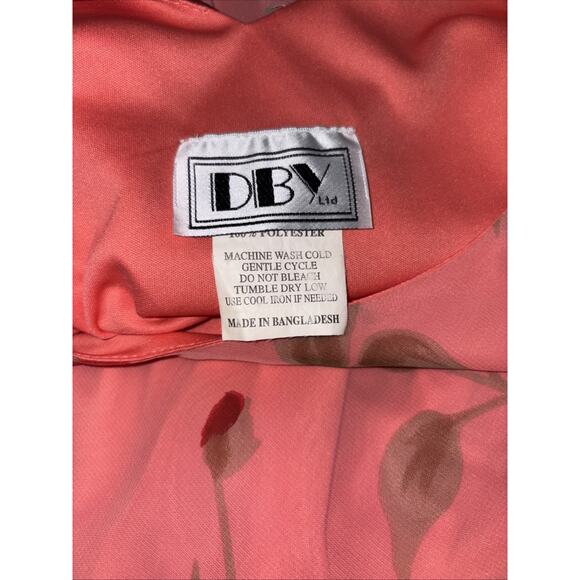 DBY
Ltd
100% POLYESTER
MACHINE WASH COLD
GENTLE CYCLE
DO NOT BLEACH
TUMBLE DRY LOW
USE COOL IRON IF NEEDED
MADE IN BANGLADESH